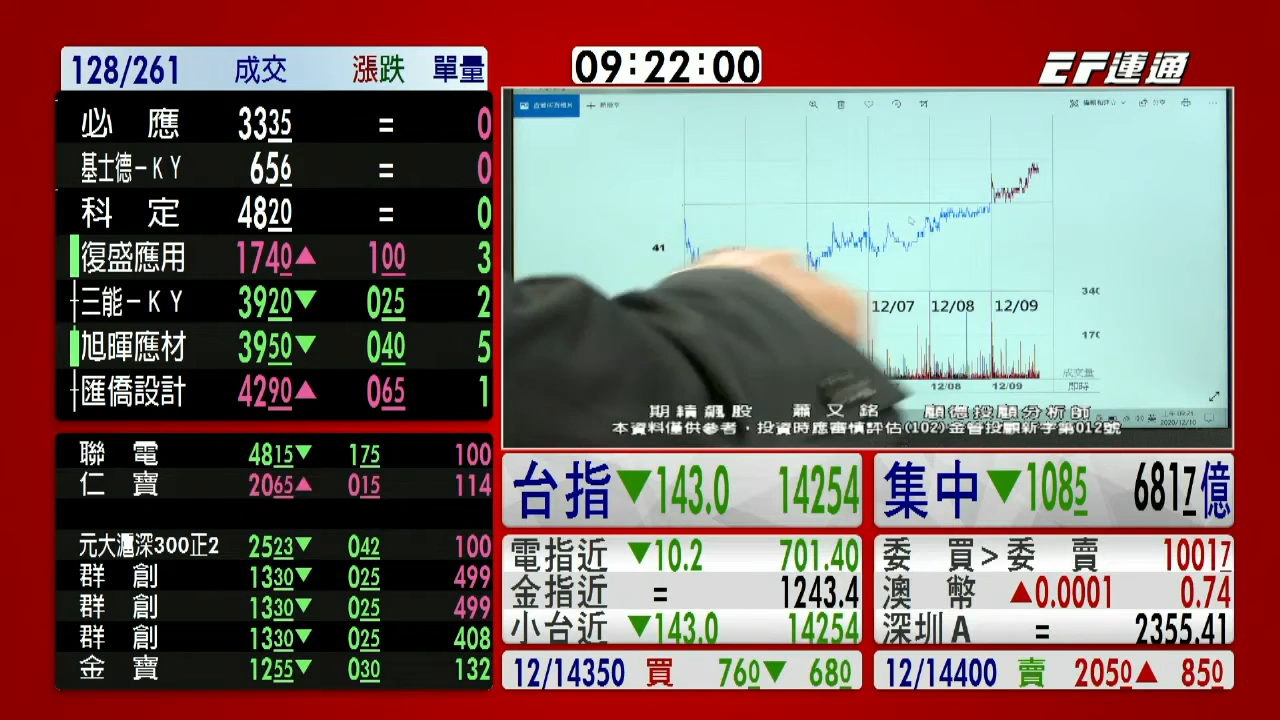 128/261 成交 漲跌 單量
09:22:00
EF運通
必應 3335 = 0
基士德-KY 656 = 0
科定 4820 = 0
復盛應用 1740▲ 100 3
三能-KY 3920▼ 025 2
旭暉應材 3950▼ 040 5
匯僑設計 4290▲ 065 1
聯電 4815▼ 175 100
仁寶 2065▲ 015 114
元大滬深300正2 2523▼ 042 100
群創 1330▼ 025 499
群創 1330▼ 025 499
群創 1330▼ 025 408
金寶 1255▼ 030 132
41
12/07 12/08 12/09
340
170
成交量
12/08 12/09 即時
期績飆股 蕭又銘 顧德投顧分析師
本資料僅供參考,投資時應審慎評估(102)金管投顧新字第012號
2020/12/10
台指▼143.0 14254
集中▼1085 6817億
電指近 ▼10.2 701.40
金指近 = 1243.4
小台近 ▼143.0 14254
委買>委賣 10017
澳幣 ▲0.0001 0.74
深圳A = 2355.41
12/14350 買 760▼ 680
12/14400 賣 2050▲ 850